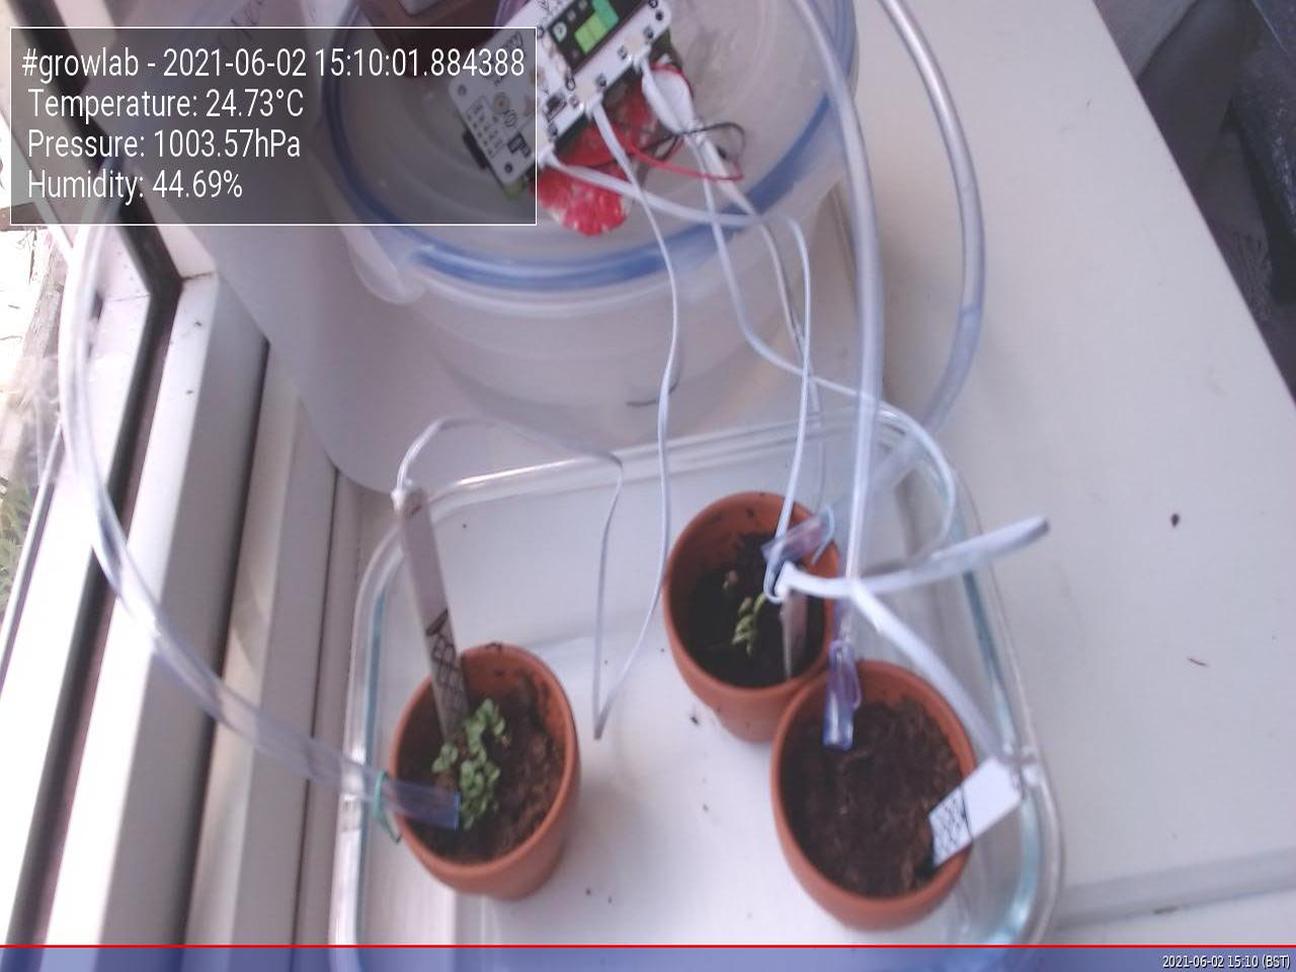 #growlab - 2021-06-02 15:10:01.884388
Temperature: 24.73°C
Pressure: 1003.57hPa
Humidity: 44.69%
2021-06-02 15:10 (BST)